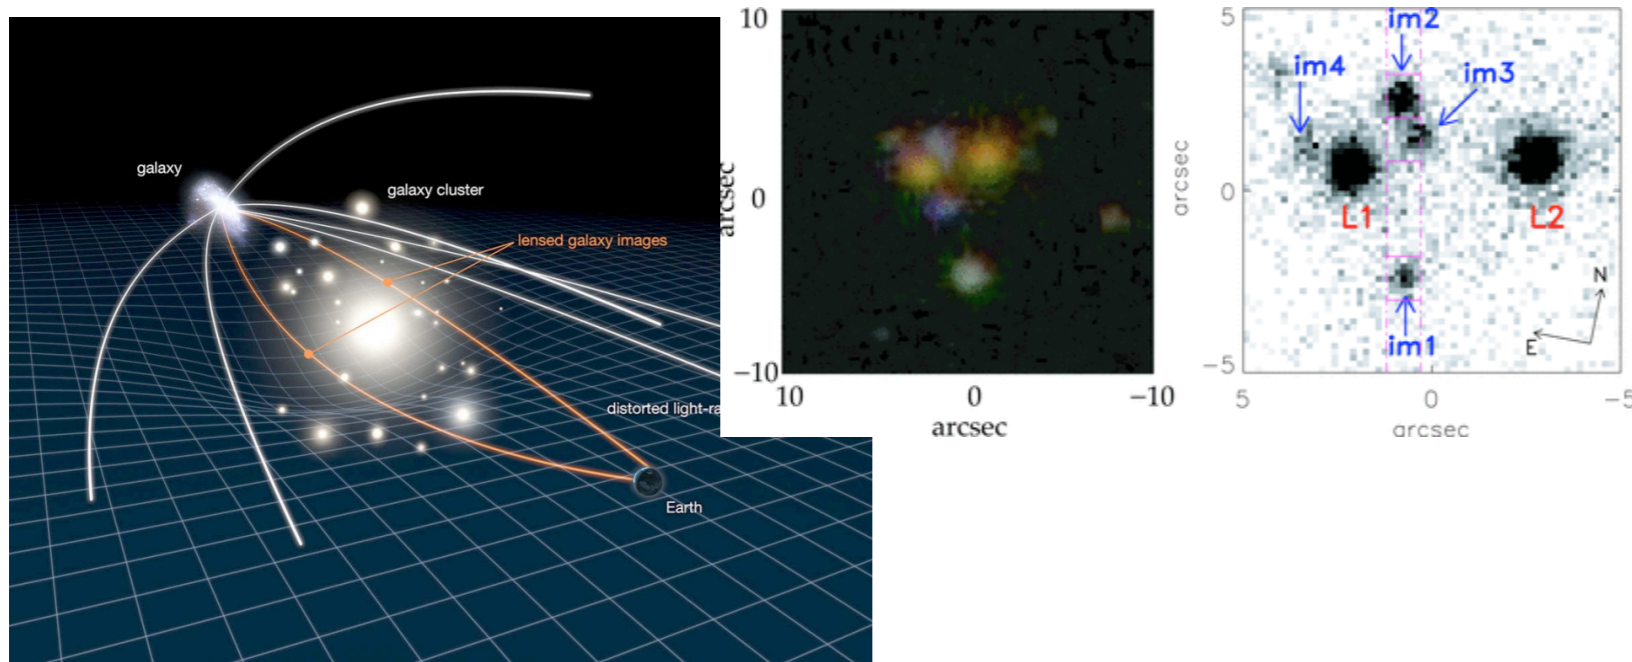 galaxy
galaxy cluster
lensed galaxy images
distorted light-ra
Earth
10
0
−10
arcsec
10
0
−10
arcsec
5
0
−5
arcsec
im2
im4
im3
L1
L2
im1
N
E
5
0
−5
arcsec